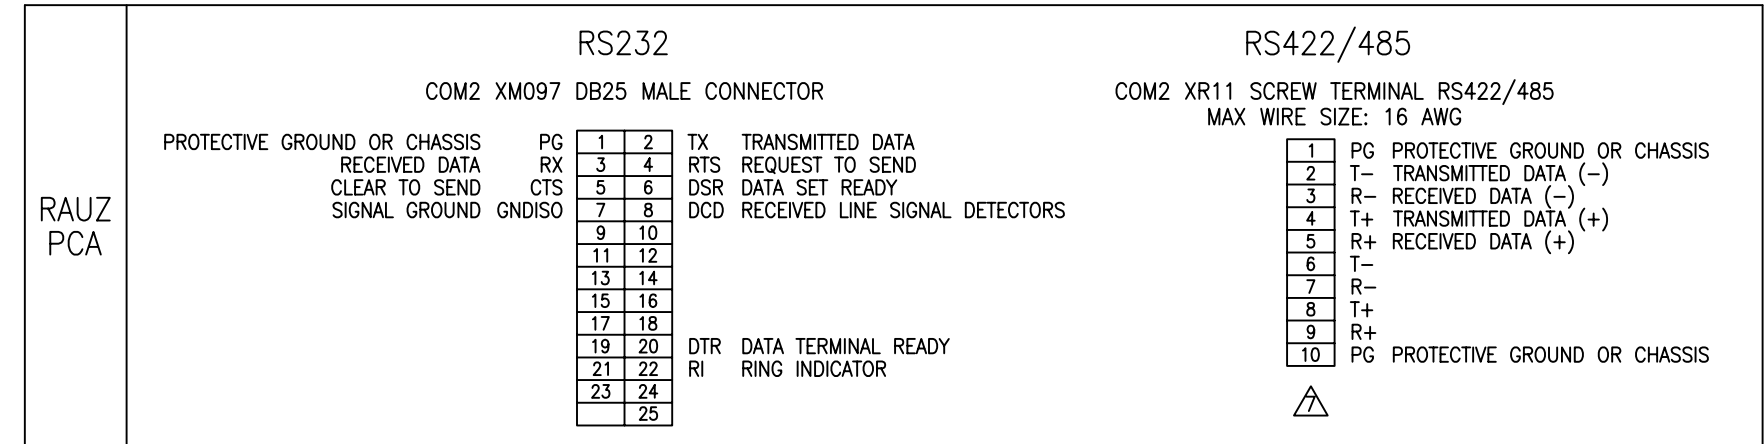 RAUZ
PCA
RS232
COM2 XM097 DB25 MALE CONNECTOR
PROTECTIVE GROUND OR CHASSIS PG 1 2 TX TRANSMITTED DATA
RECEIVED DATA RX 3 4 RTS REQUEST TO SEND
CLEAR TO SEND CTS 5 6 DSR DATA SET READY
SIGNAL GROUND GNDISO 7 8 DCD RECEIVED LINE SIGNAL DETECTORS
9 10
11 12
13 14
15 16
17 18
19 20 DTR DATA TERMINAL READY
21 22 RI RING INDICATOR
23 24
25
RS422/485
COM2 XR11 SCREW TERMINAL RS422/485
MAX WIRE SIZE: 16 AWG
1 PG PROTECTIVE GROUND OR CHASSIS
2 T- TRANSMITTED DATA (-)
3 R- RECEIVED DATA (-)
4 T+ TRANSMITTED DATA (+)
5 R+ RECEIVED DATA (+)
6 T-
7 R-
8 T+
9 R+
10 PG PROTECTIVE GROUND OR CHASSIS
7